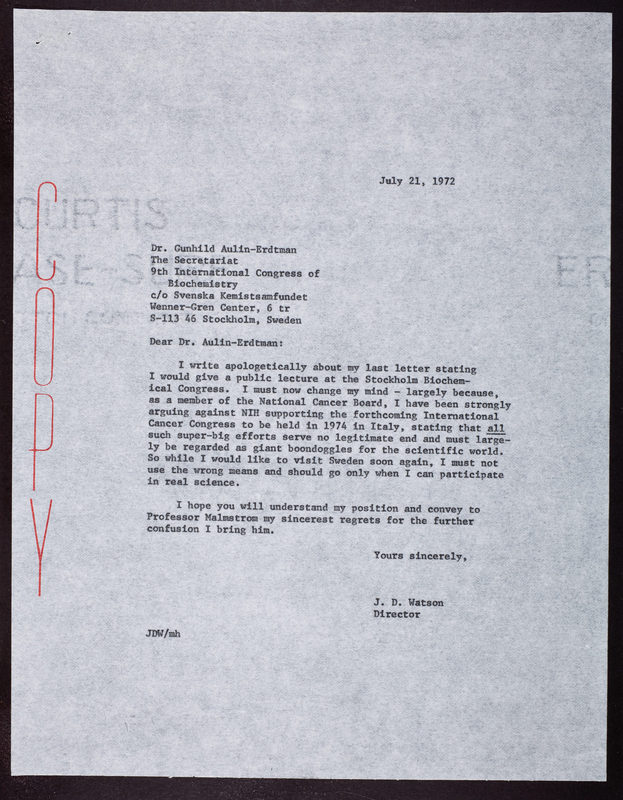 July 21, 1972
CURTIS
ER
COPY
Dr. Gunhild Aulin-Erdtman
The Secretariat
9th International Congress of
Biochemistry
c/o Svenska Kemistsamfundet
Wenner-Gren Center, 6 tr
S-113 46 Stockholm, Sweden
Dear Dr. Aulin-Erdtman:
I write apologetically about my last letter stating
I would give a public lecture at the Stockholm Biochem-
ical Congress. I must now change my mind - largely because,
as a member of the National Cancer Board, I have been strongly
arguing against NIH supporting the forthcoming International
Cancer Congress to be held in 1974 in Italy, stating that all
such super-big efforts serve no legitimate end and must large-
ly be regarded as giant boondoggles for the scientific world.
So while I would like to visit Sweden soon again, I must not
use the wrong means and should go only when I can participate
in real science.
I hope you will understand my position and convey to
Professor Malmstrom my sincerest regrets for the further
confusion I bring him.
Yours sincerely,
J. D. Watson
Director
JDW/mh